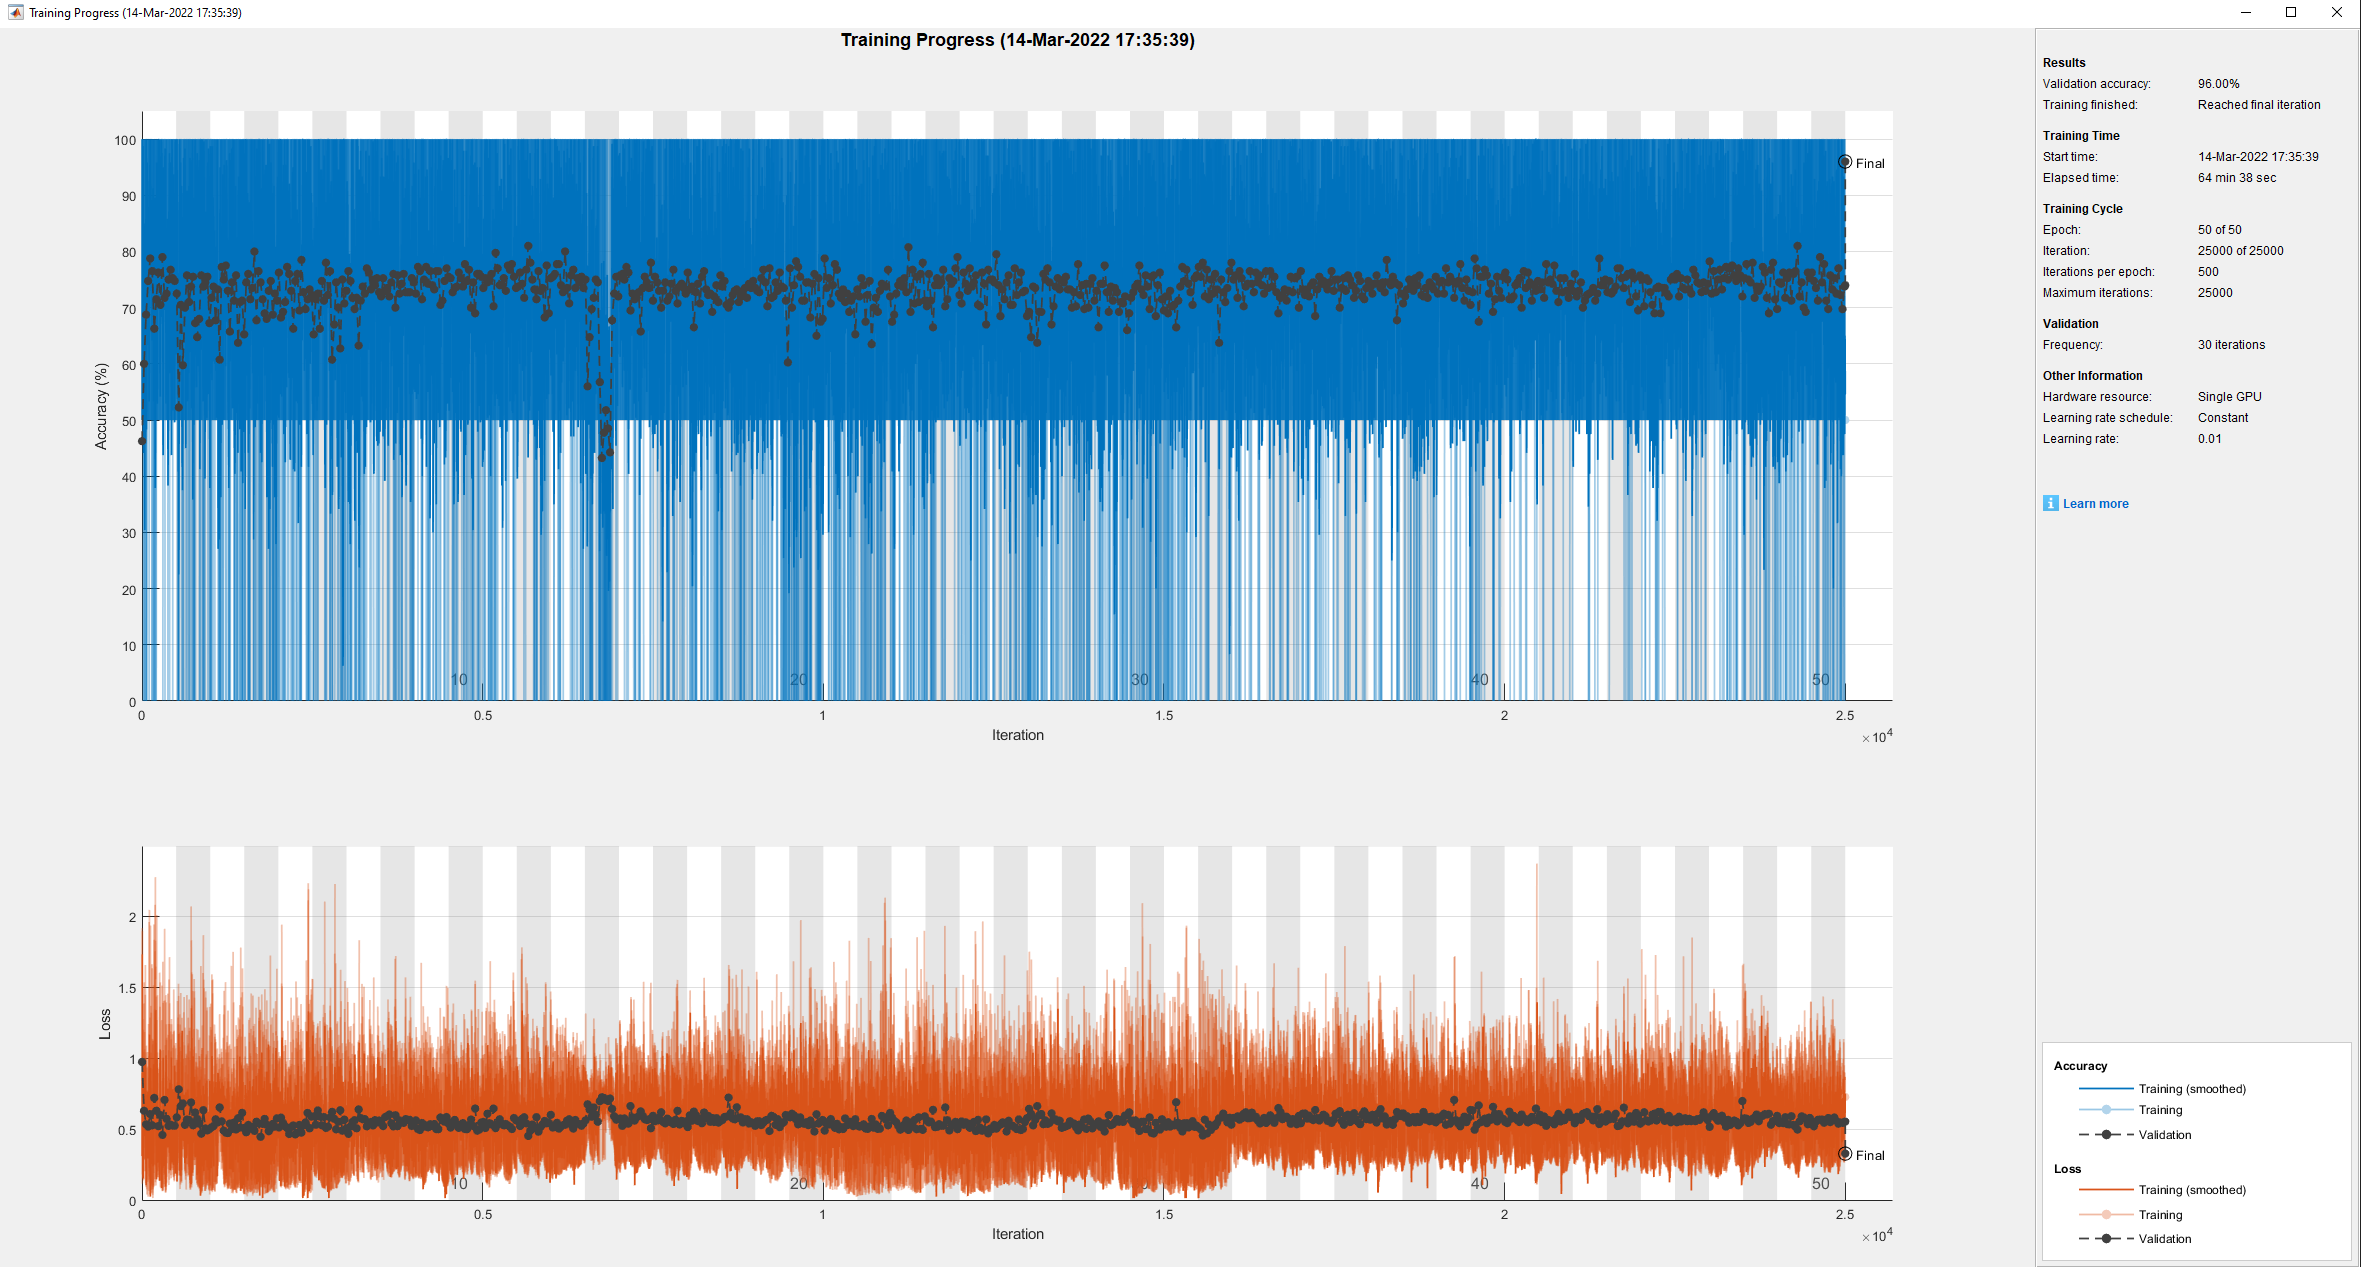 Training Progress (14-Mar-2022 17:35:39)
Training Progress (14-Mar-2022 17:35:39)
100
90
80
70
60
50
40
30
20
10
0
Accuracy (%)
Final
10
20
30
40
50
0
0.5
1
1.5
2
2.5
Iteration
×10^4
2
1.5
1
0.5
0
Loss
Final
10
20
40
50
0
0.5
1
1.5
2
2.5
Iteration
×10^4
Results
Validation accuracy: 96.00%
Training finished: Reached final iteration
Training Time
Start time: 14-Mar-2022 17:35:39
Elapsed time: 64 min 38 sec
Training Cycle
Epoch: 50 of 50
Iteration: 25000 of 25000
Iterations per epoch: 500
Maximum iterations: 25000
Validation
Frequency: 30 iterations
Other Information
Hardware resource: Single GPU
Learning rate schedule: Constant
Learning rate: 0.01
i Learn more
Accuracy
Training (smoothed)
Training
Validation
Loss
Training (smoothed)
Training
Validation